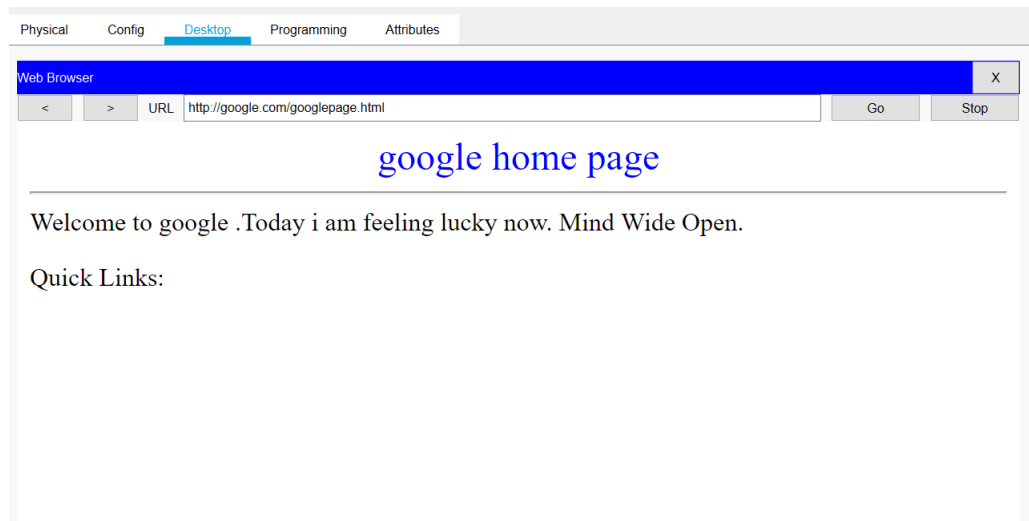 Physical Config Desktop Programming Attributes
Web Browser X
< > URL http://google.com/googlepage.html Go Stop
google home page
Welcome to google .Today i am feeling lucky now. Mind Wide Open.
Quick Links: